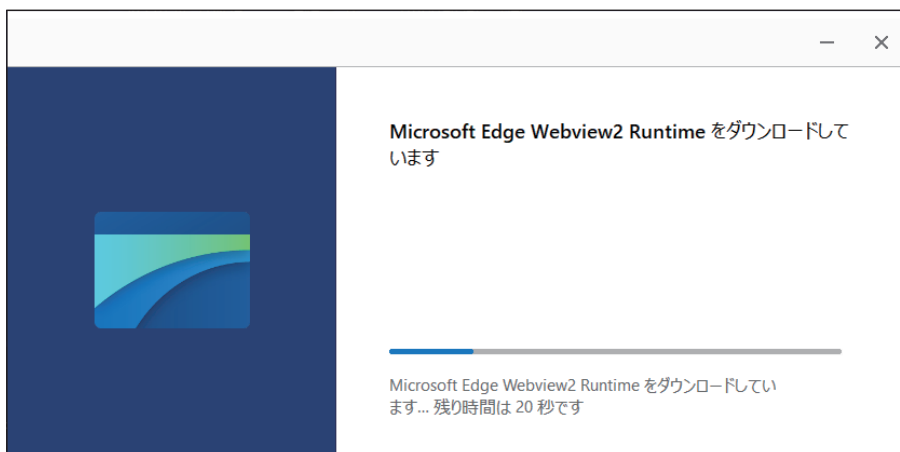 Microsoft Edge Webview2 Runtime をダウンロードして
います
Microsoft Edge Webview2 Runtime をダウンロードしてい
ます... 残り時間は 20 秒です